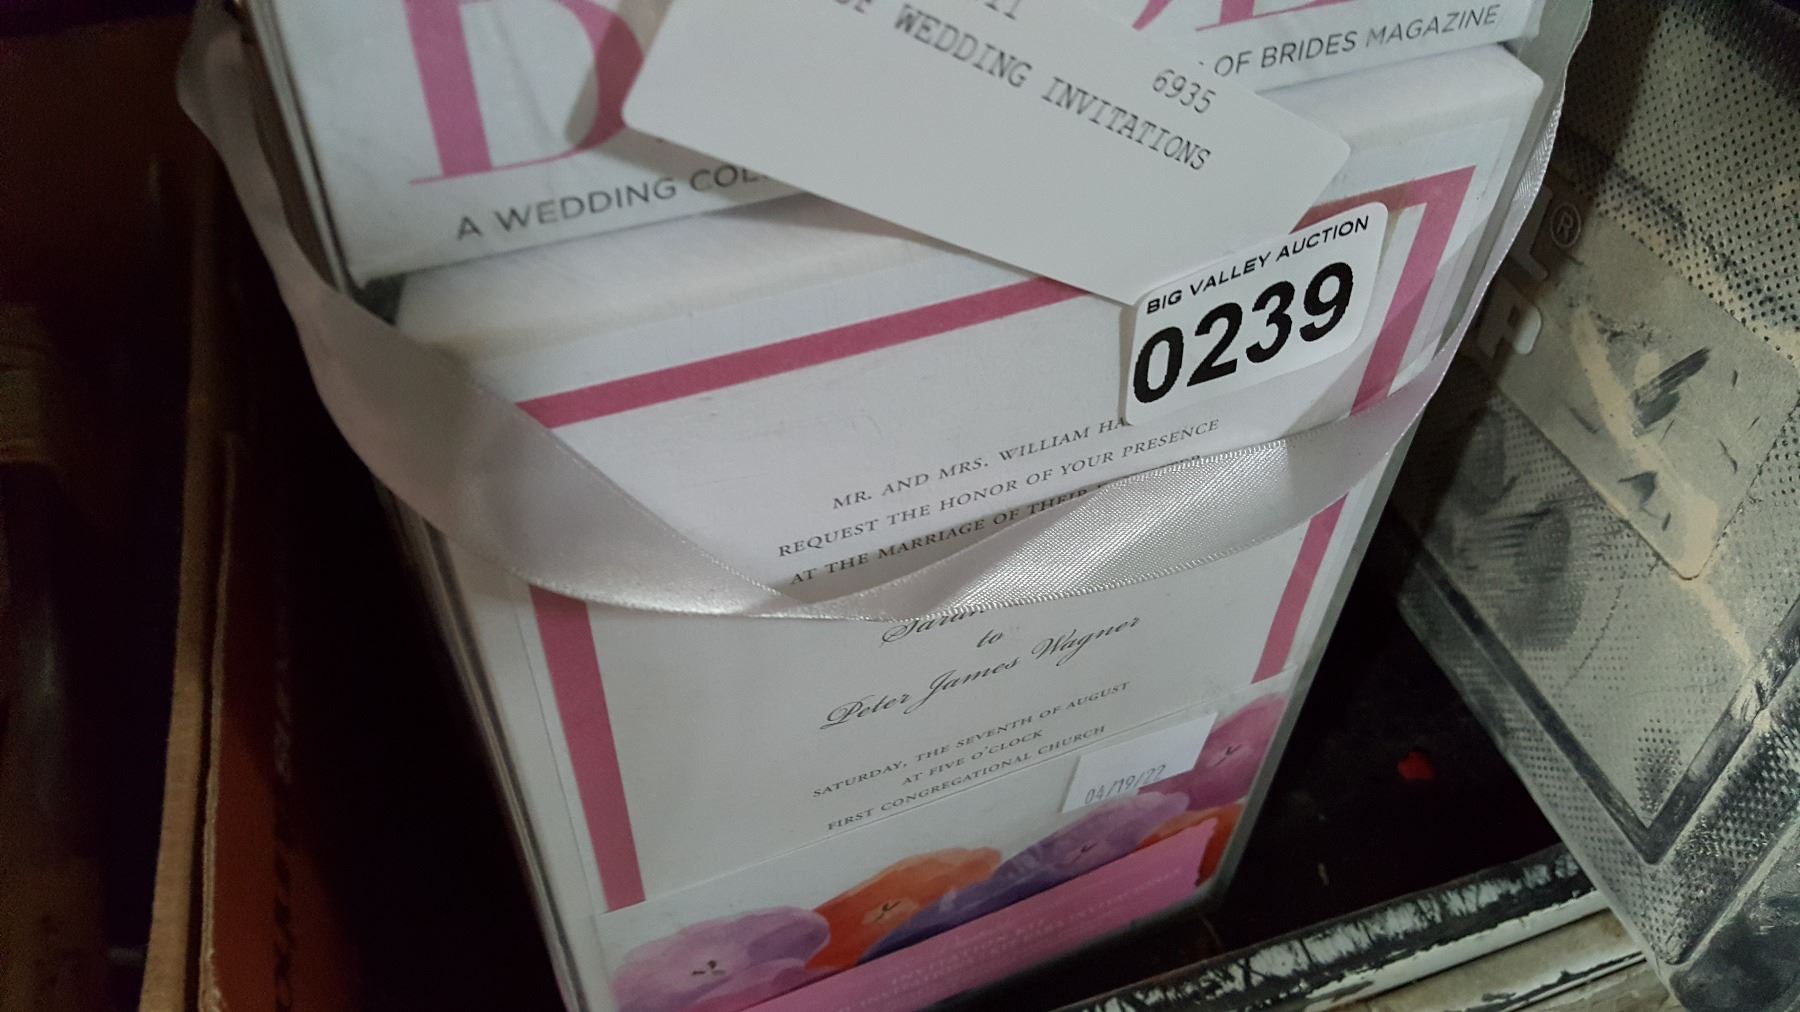 OF BRIDES MAGAZINE
A WEDDING
6935
WEDDING INVITATIONS
BIG VALLEY AUCTION
0239
MR. AND MRS. WILLIAM
REQUEST THE HONOR OF YOUR PRESENCE
AT THE MARRIAGE OF THEIR
Sarah
to
Peter James Wagner
SATURDAY, THE SEVENTH OF AUGUST
AT FIVE O'CLOCK
FIRST CONGREGATIONAL CHURCH
04/19/22